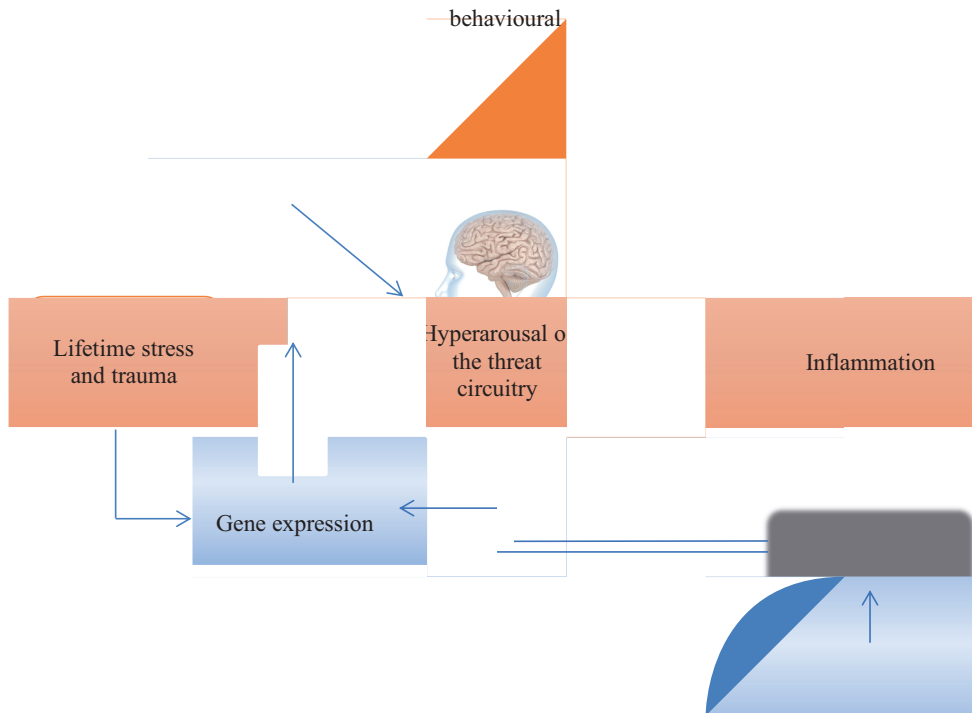 behavioural
Lifetime stress
and trauma
Hyperarousal o
the threat
circuitry
Inflammation
Gene expression